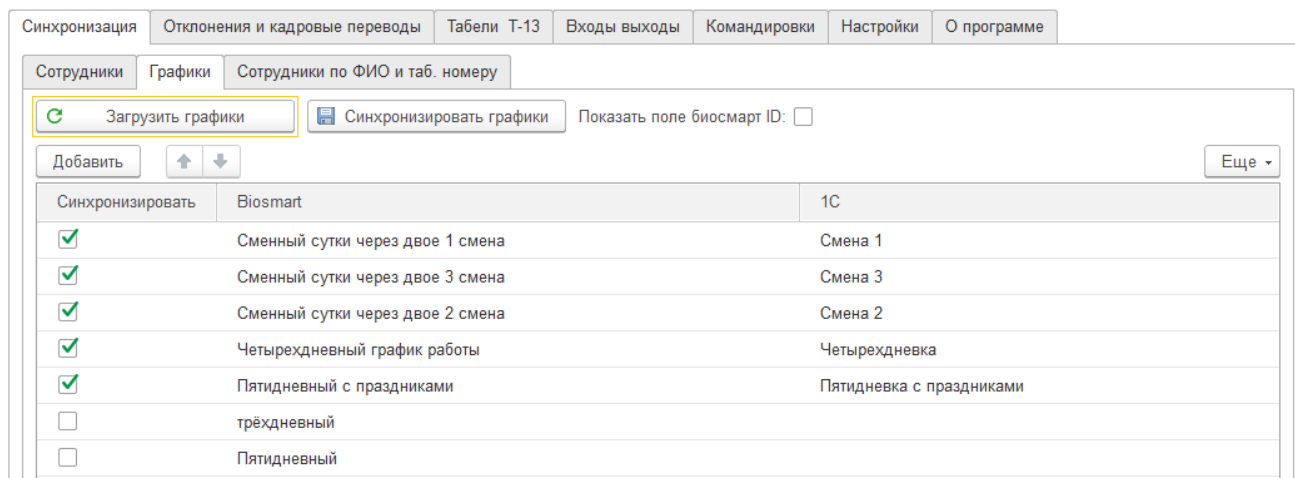 Синхронизация Отклонения и кадровые переводы Табели Т-13 Входы выходы Командировки Настройки О программе
Сотрудники Графики Сотрудники по ФИО и таб. номеру
Загрузить графики Синхронизировать графики Показать поле биосмарт ID:
Добавить Еще
Синхронизировать Biosmart 1С
Сменный сутки через двое 1 смена Смена 1
Сменный сутки через двое 3 смена Смена 3
Сменный сутки через двое 2 смена Смена 2
Четырехдневный график работы Четырехдневка
Пятидневный с праздниками Пятидневка с праздниками
трёхдневный
Пятидневный